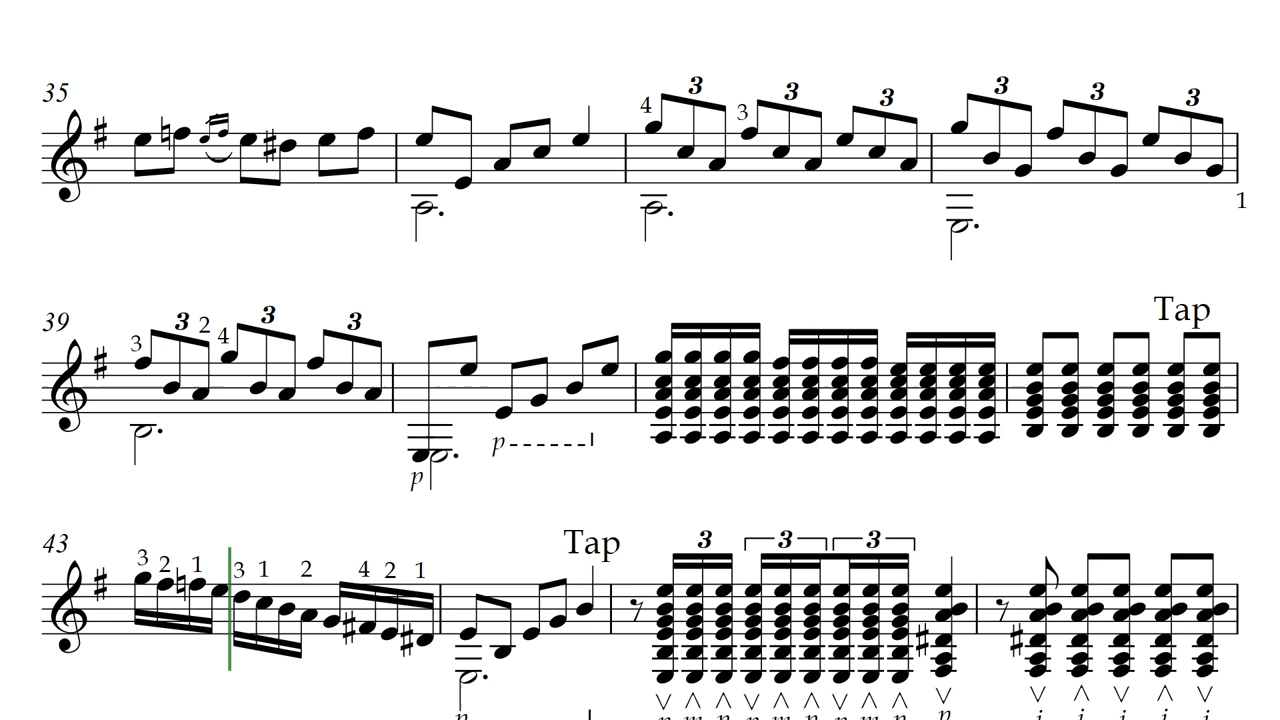 35
4 3 3 3 3 3 3 3
1
39
Tap
3 3 2 4 3 3
p p
43
Tap
3 2 1 3 1 2 4 2 1 3 3 3
p p m p p m p p m p p i i i i i